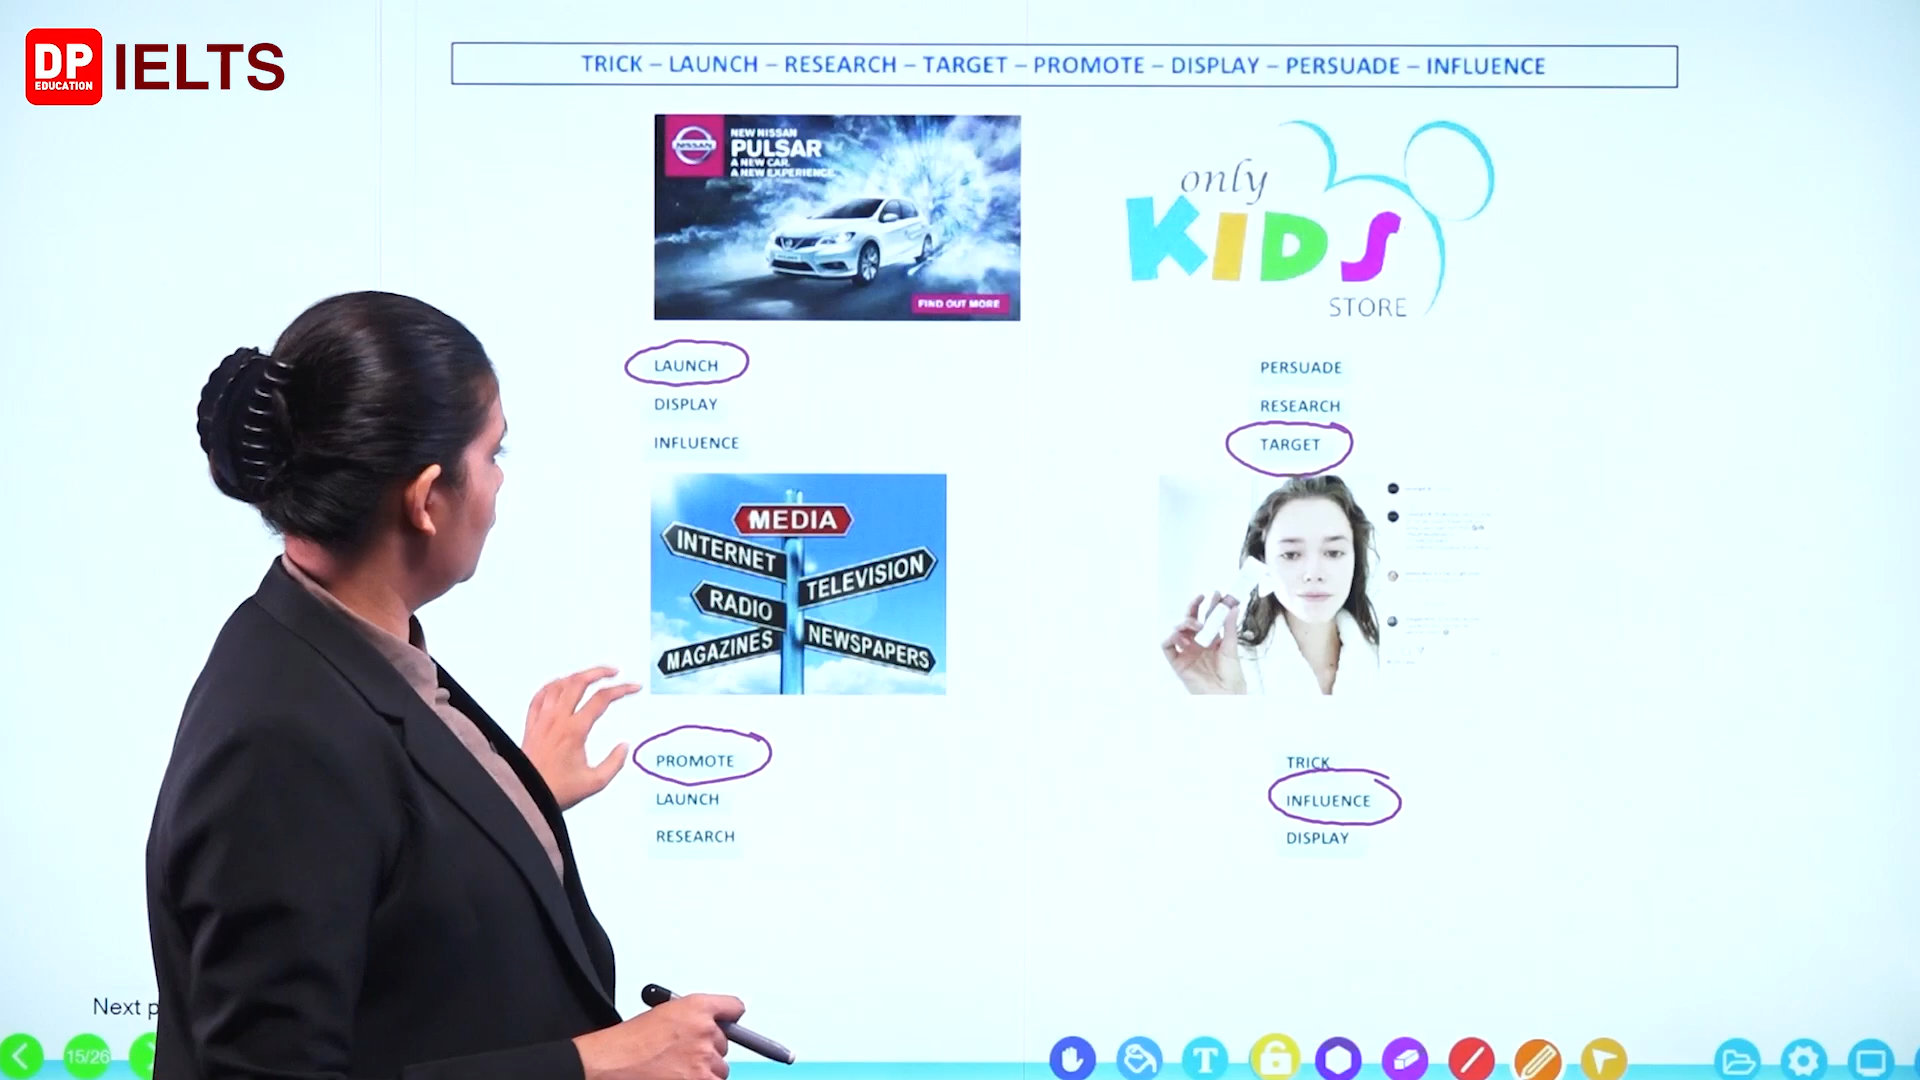 DP
EDUCATION
IELTS
TRICK – LAUNCH – RESEARCH – TARGET – PROMOTE – DISPLAY – PERSUADE – INFLUENCE
NISSAN
NEW NISSAN
PULSAR
A NEW CAR.
A NEW EXPERIENCE.
FIND OUT MORE
only
KIDS
STORE
LAUNCH
DISPLAY
INFLUENCE
PERSUADE
RESEARCH
TARGET
MEDIA
INTERNET
TELEVISION
RADIO
MAGAZINES
NEWSPAPERS
PROMOTE
LAUNCH
RESEARCH
TRICK
INFLUENCE
DISPLAY
Next
15/26
T